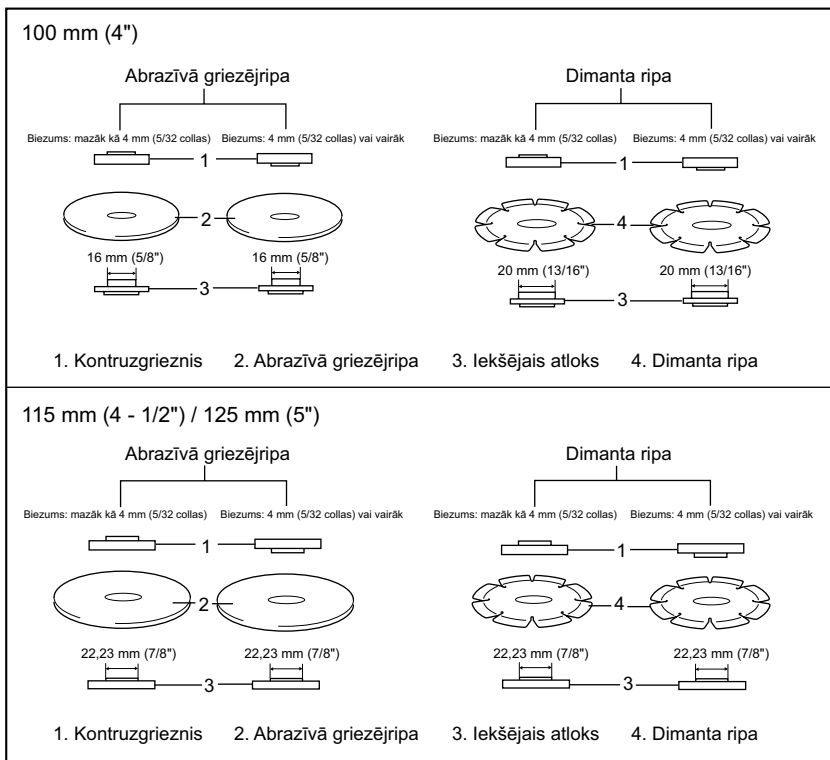 100 mm (4")
Abrazīvā griezējripa
Dimanta ripa
Biezums: mazāk kā 4 mm (5/32 collas)
Biezums: 4 mm (5/32 collas) vai vairāk
Biezums: mazāk kā 4 mm (5/32 collas)
Biezums: 4 mm (5/32 collas) vai vairāk
1
1
2
4
16 mm (5/8")
16 mm (5/8")
20 mm (13/16")
20 mm (13/16")
3
3
1. Kontruzgrieznis 2. Abrazīvā griezējripa 3. Iekšējais atloks 4. Dimanta ripa
115 mm (4 - 1/2") / 125 mm (5")
Abrazīvā griezējripa
Dimanta ripa
Biezums: mazāk kā 4 mm (5/32 collas)
Biezums: 4 mm (5/32 collas) vai vairāk
Biezums: mazāk kā 4 mm (5/32 collas)
Biezums: 4 mm (5/32 collas) vai vairāk
1
1
2
4
22,23 mm (7/8")
22,23 mm (7/8")
22,23 mm (7/8")
22,23 mm (7/8")
3
3
1. Kontruzgrieznis 2. Abrazīvā griezējripa 3. Iekšējais atloks 4. Dimanta ripa